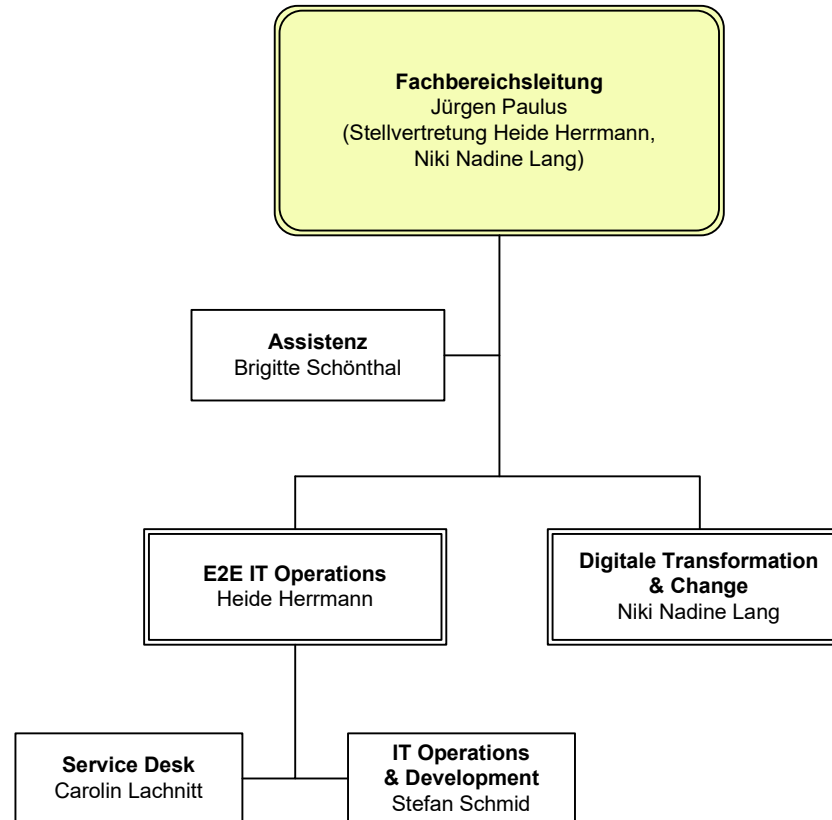 Fachbereichsleitung
Jürgen Paulus
(Stellvertretung Heide Herrmann,
Niki Nadine Lang)
Assistenz
Brigitte Schönthal
E2E IT Operations
Heide Herrmann
Digitale Transformation
& Change
Niki Nadine Lang
Service Desk
Carolin Lachnitt
IT Operations
& Development
Stefan Schmid